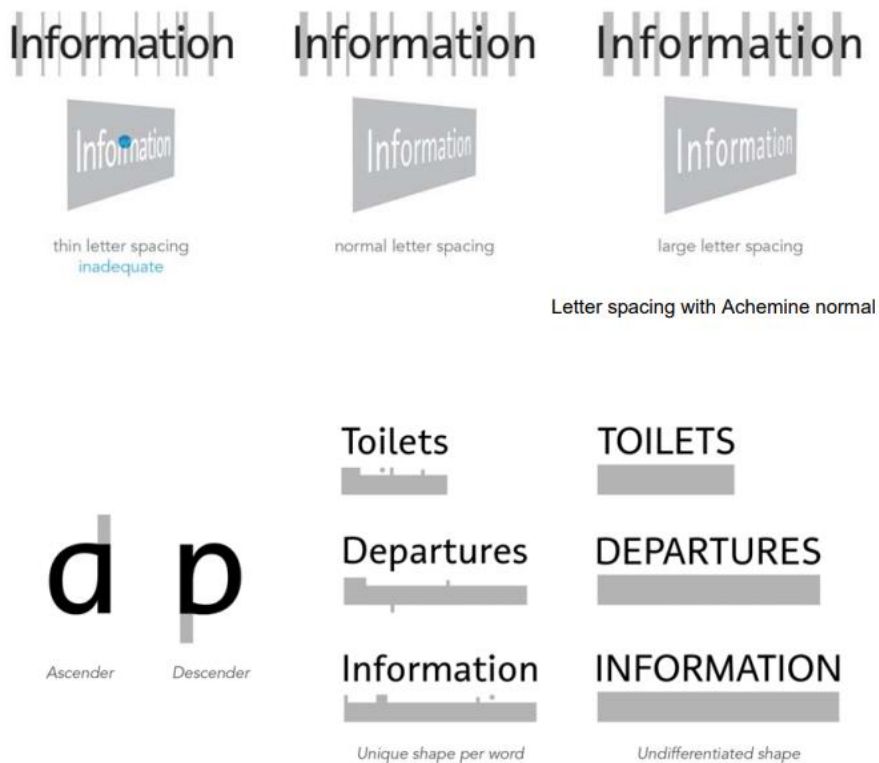 Information Information Information
Information Information Information
thin letter spacing normal letter spacing large letter spacing
inadequate
Letter spacing with Achemine normal
Toilets TOILETS
d p Departures DEPARTURES
Ascender Descender Information INFORMATION
Unique shape per word Undifferentiated shape